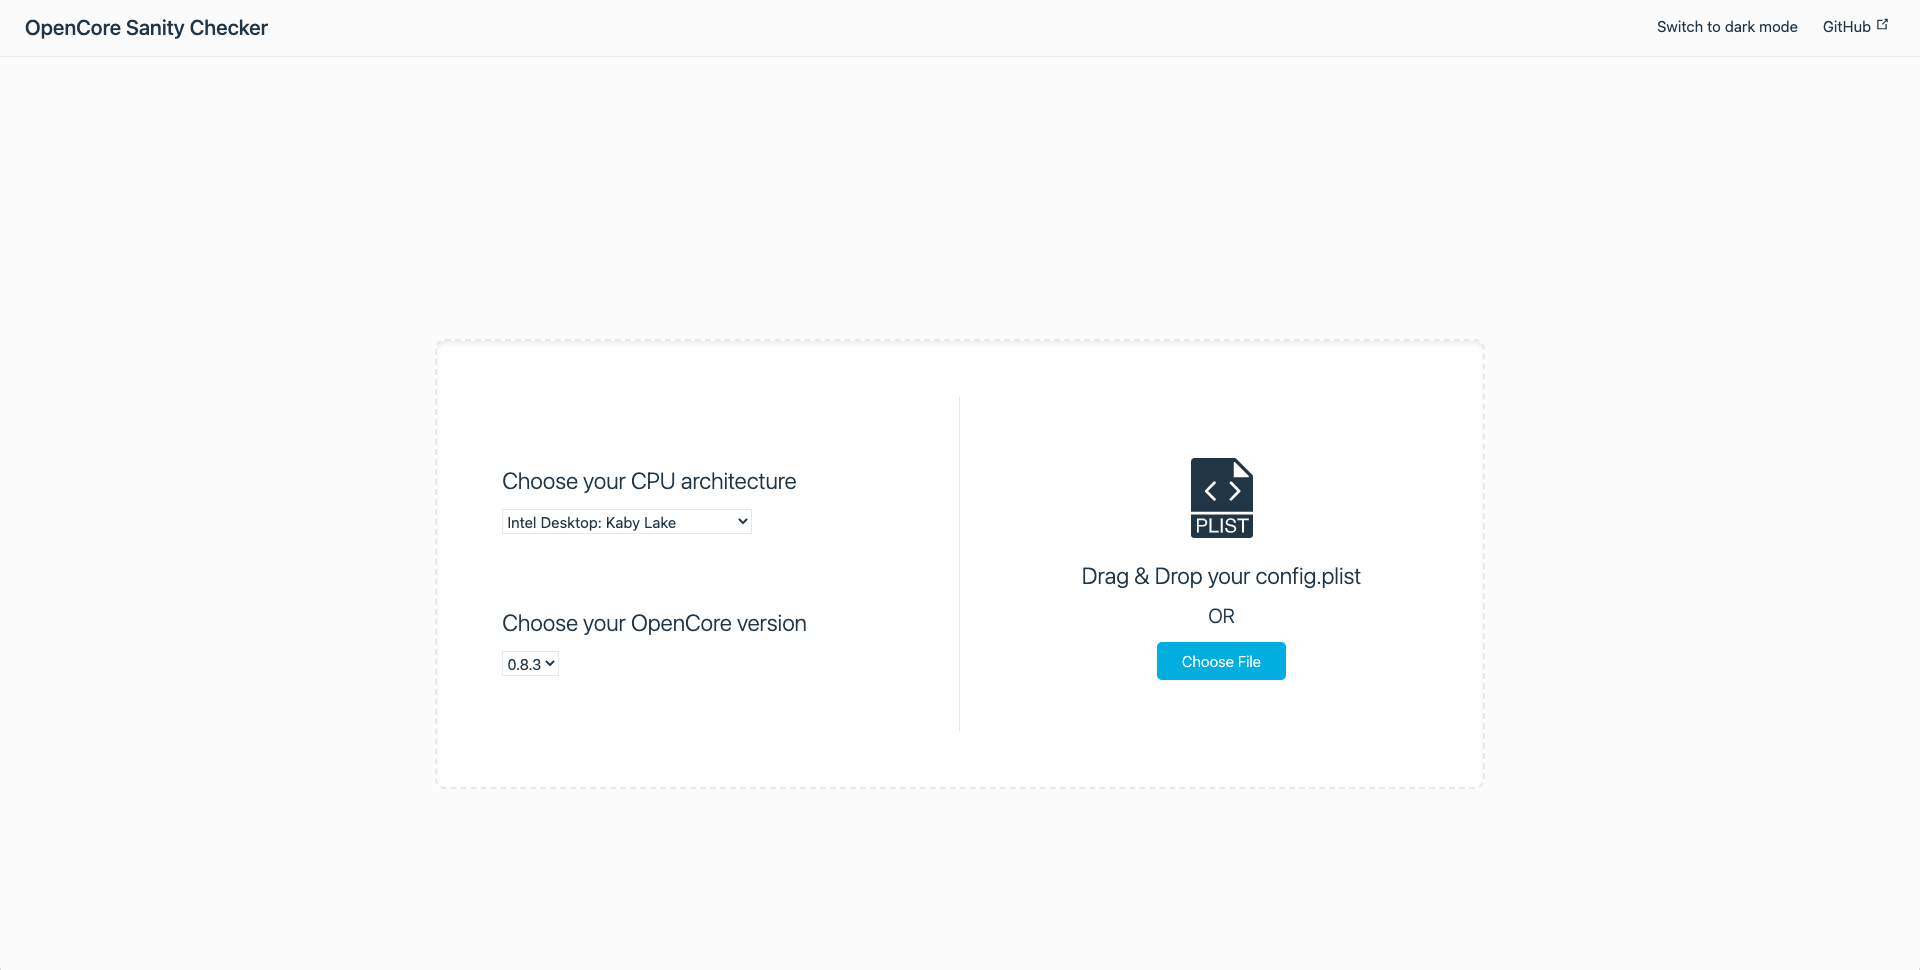 OpenCore Sanity Checker
Switch to dark mode
GitHub
Choose your CPU architecture
Intel Desktop: Kaby Lake
Choose your OpenCore version
0.8.3
PLIST
Drag & Drop your config.plist
OR
Choose File